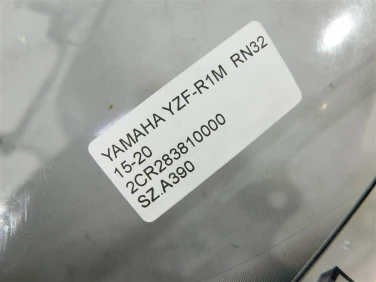 YAMAHA YZF-R1M RN32
15-20
2CR283810000
SZ.A390